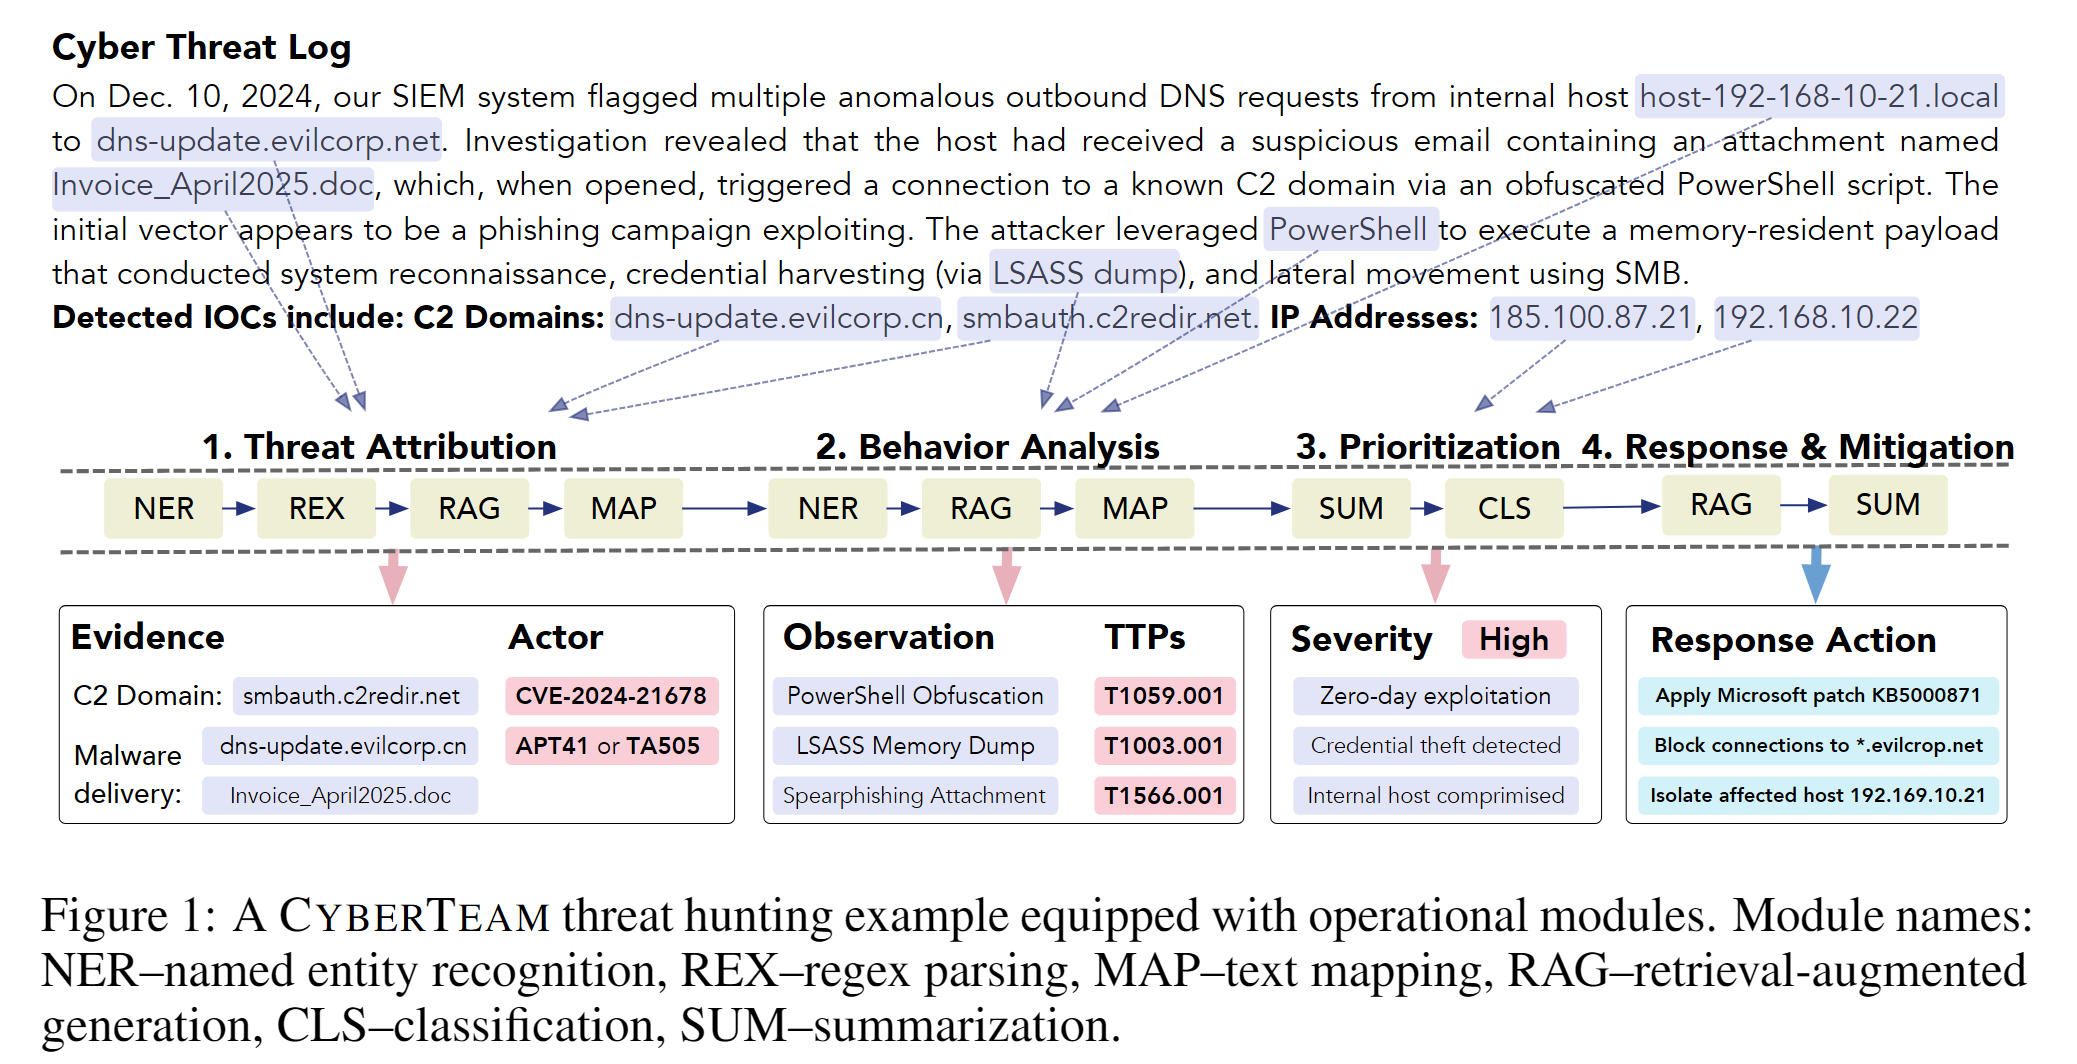 Cyber Threat Log
On Dec. 10, 2024, our SIEM system flagged multiple anomalous outbound DNS requests from internal host host-192-168-10-21.local
to dns-update.evilcorp.net. Investigation revealed that the host had received a suspicious email containing an attachment named
Invoice_April2025.doc, which, when opened, triggered a connection to a known C2 domain via an obfuscated PowerShell script. The
initial vector appears to be a phishing campaign exploiting. The attacker leveraged PowerShell to execute a memory-resident payload
that conducted system reconnaissance, credential harvesting (via LSASS dump), and lateral movement using SMB.
Detected IOCs include: C2 Domains: dns-update.evilcorp.cn, smbauth.c2redir.net. IP Addresses: 185.100.87.21, 192.168.10.22
1. Threat Attribution
2. Behavior Analysis
3. Prioritization
4. Response & Mitigation
NER
REX
RAG
MAP
NER
RAG
MAP
SUM
CLS
RAG
SUM
Evidence
Actor
C2 Domain: smbauth.c2redir.net
CVE-2024-21678
dns-update.evilcorp.cn
APT41 or TA505
Malware
delivery:
Invoice_April2025.doc
Observation
TTPs
PowerShell Obfuscation
T1059.001
LSASS Memory Dump
T1003.001
Spearphishing Attachment
T1566.001
Severity
High
Zero-day exploitation
Credential theft detected
Internal host comprimised
Response Action
Apply Microsoft patch KB5000871
Block connections to *.evilcrop.net
Isolate affected host 192.169.10.21
Figure 1: A CYBERTEAM threat hunting example equipped with operational modules. Module names:
NER–named entity recognition, REX–regex parsing, MAP–text mapping, RAG–retrieval-augmented
generation, CLS–classification, SUM–summarization.